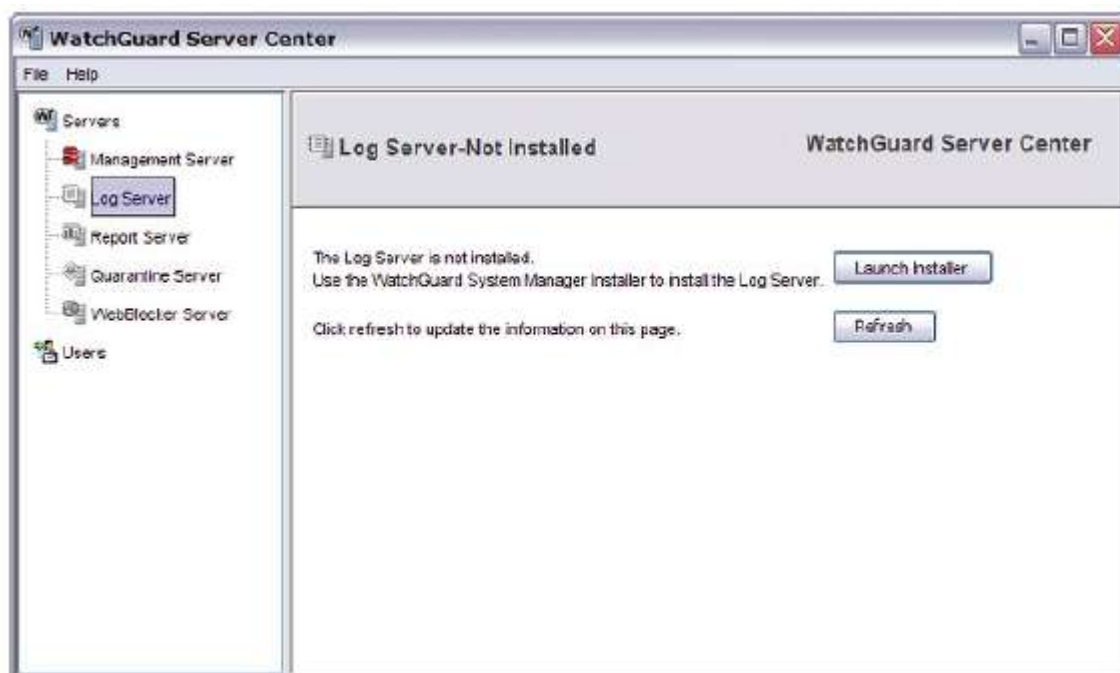 WatchGuard Server Center
File Help
Servers
Management Server
Log Server
Report Server
Quarantine Server
WebBlocker Server
Users
Log Server-Not Installed
WatchGuard Server Center
The Log Server is not installed.
Use the WatchGuard System Manager Installer to install the Log Server.
Launch Installer
Click refresh to update the information on this page.
Refresh